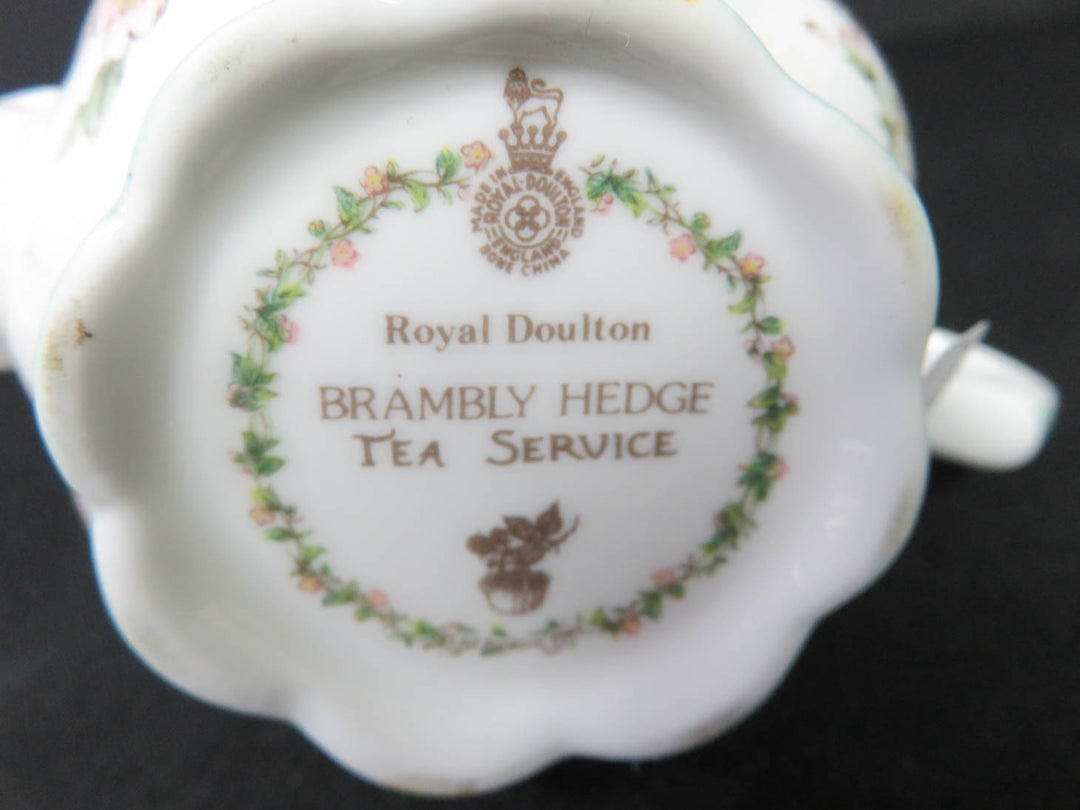 MADE IN ENGLAND
ROYAL·DOULTON
ENGLAND
BONE CHINA
Royal Doulton
BRAMBLY HEDGE
TEA SERVICE